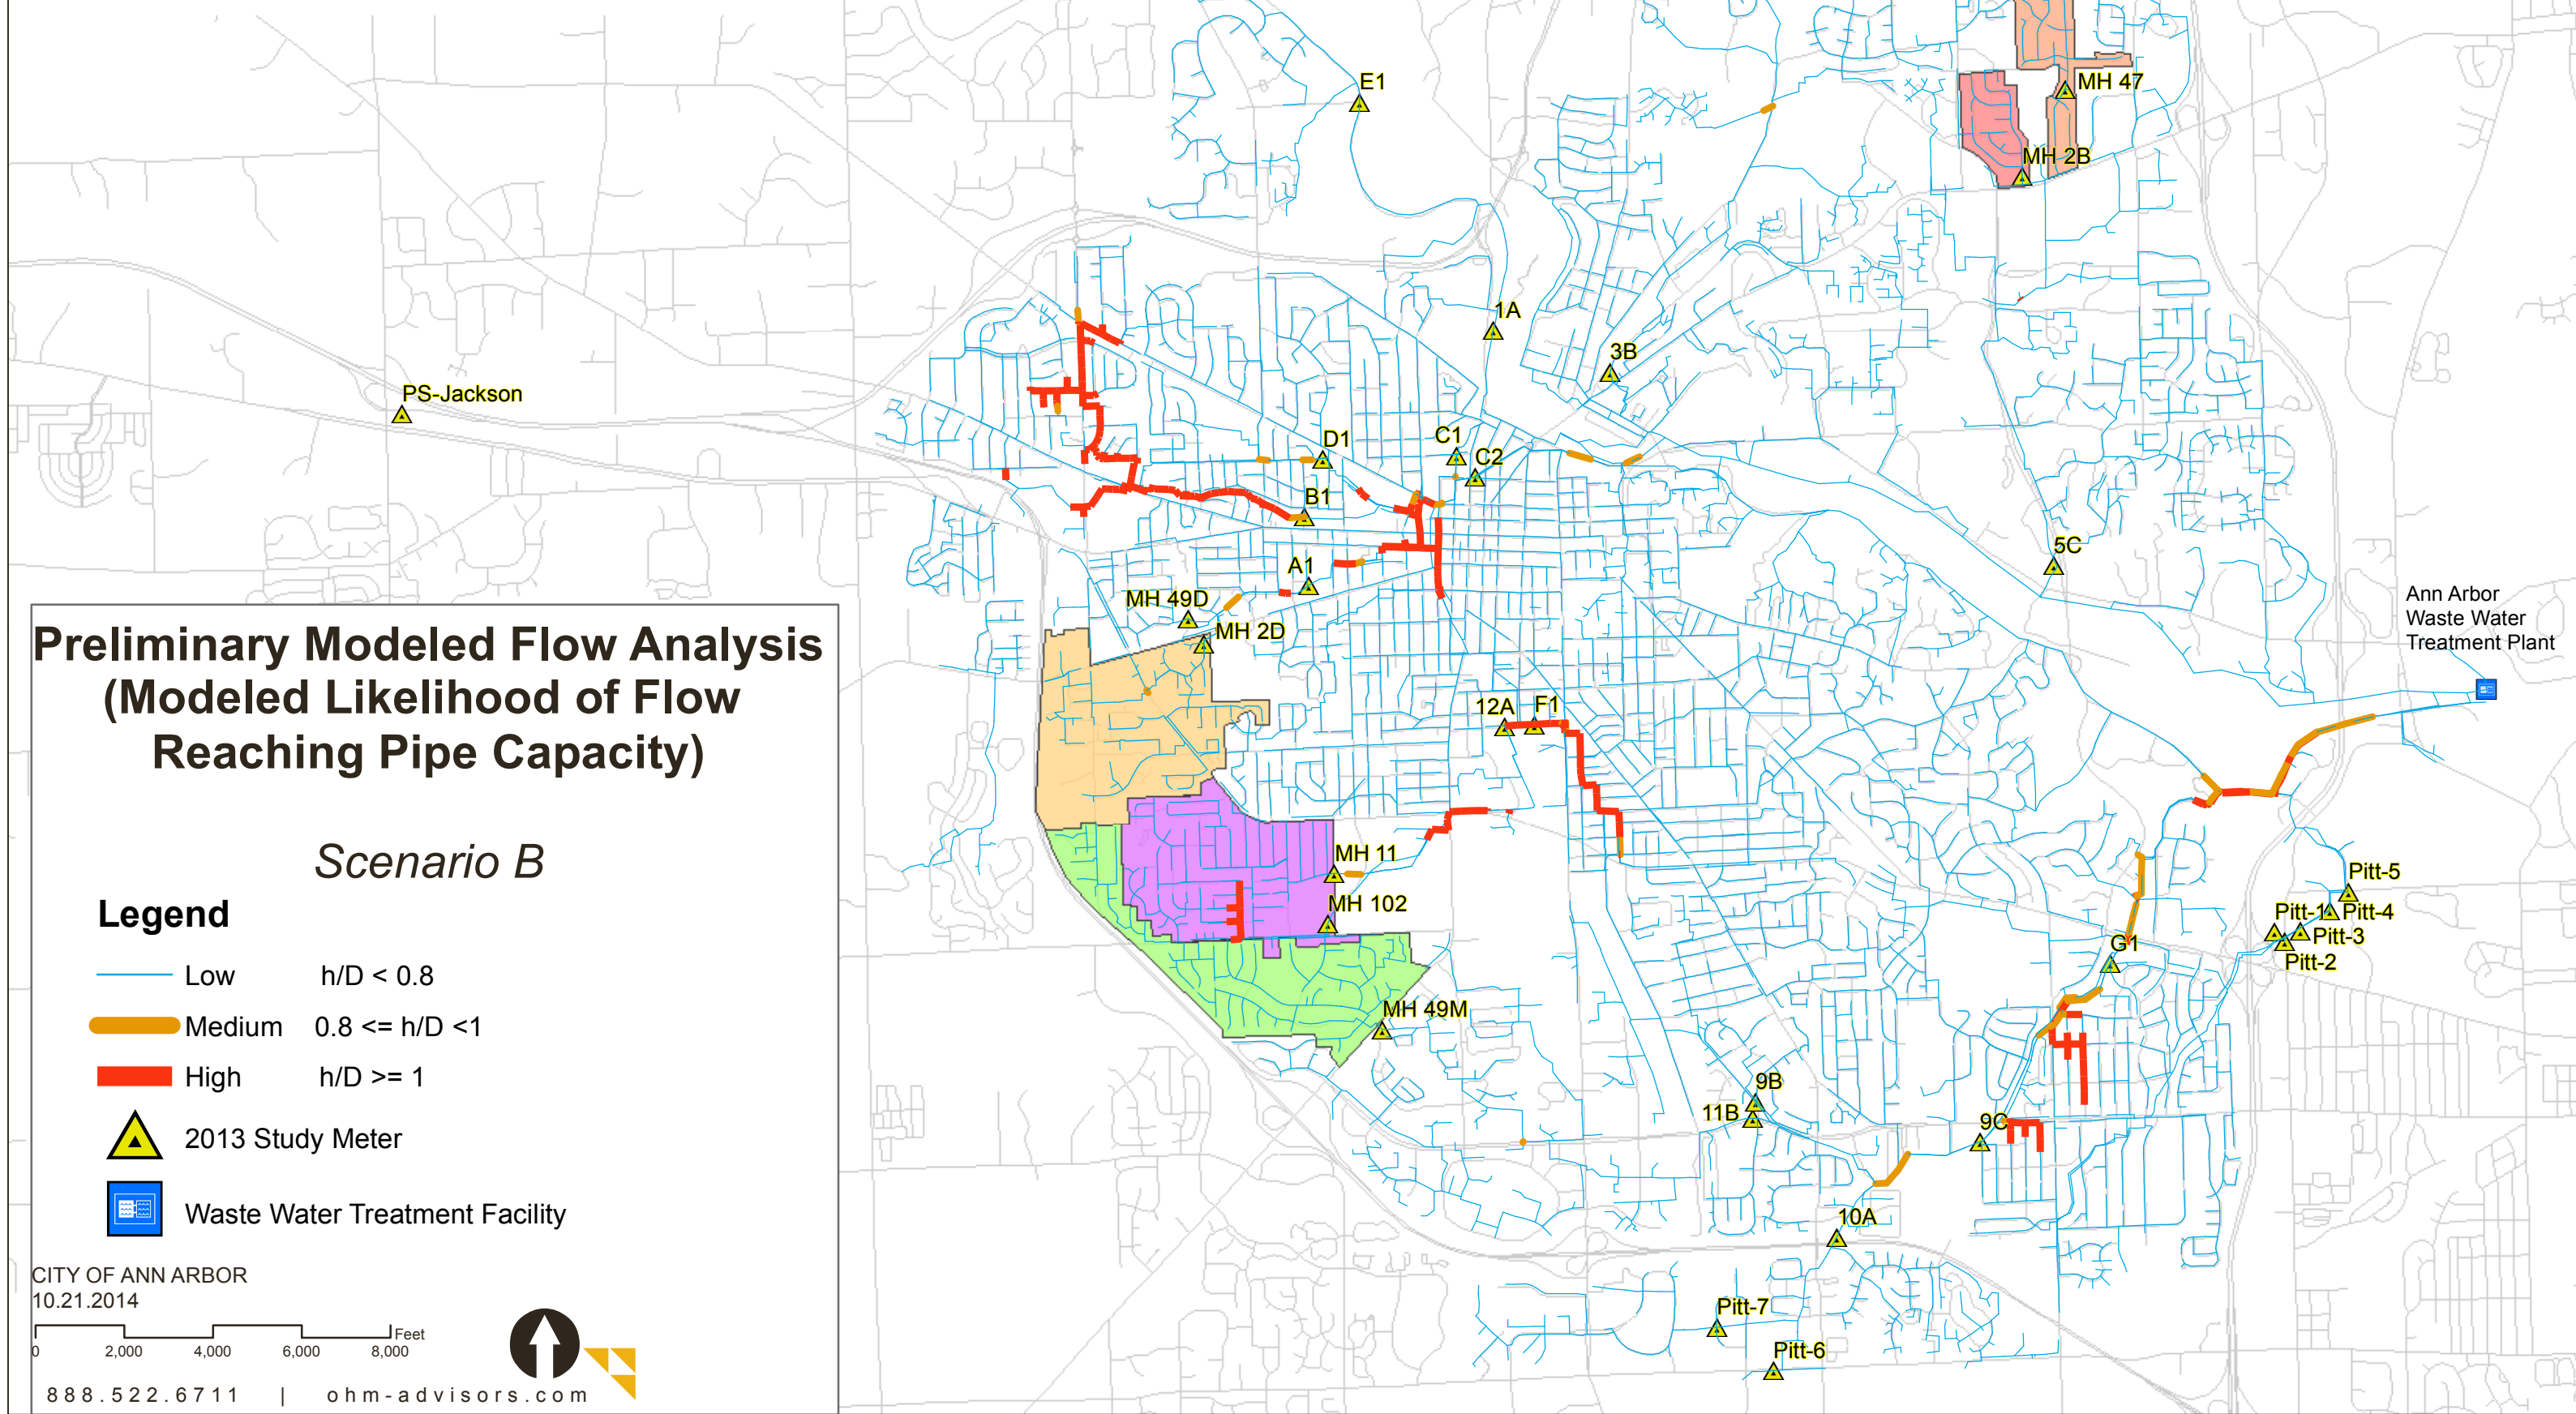 E1
MH 47
MH 2B
1A
3B
PS-Jackson
D1
C1
C2
B1
5C
A1
MH 49D
MH 2D
Ann Arbor
Waste Water
Treatment Plant
12A
F1
MH 11
MH 102
Pitt-5
Pitt-1
Pitt-4
Pitt-3
Pitt-2
G1
MH 49M
9B
11B
9C
10A
Pitt-7
Pitt-6
Preliminary Modeled Flow Analysis
(Modeled Likelihood of Flow
Reaching Pipe Capacity)
Scenario B
Legend
Low h/D < 0.8
Medium 0.8 <= h/D <1
High h/D >= 1
2013 Study Meter
Waste Water Treatment Facility
CITY OF ANN ARBOR
10.21.2014
Feet
0 2,000 4,000 6,000 8,000
888.522.6711 | ohm-advisors.com